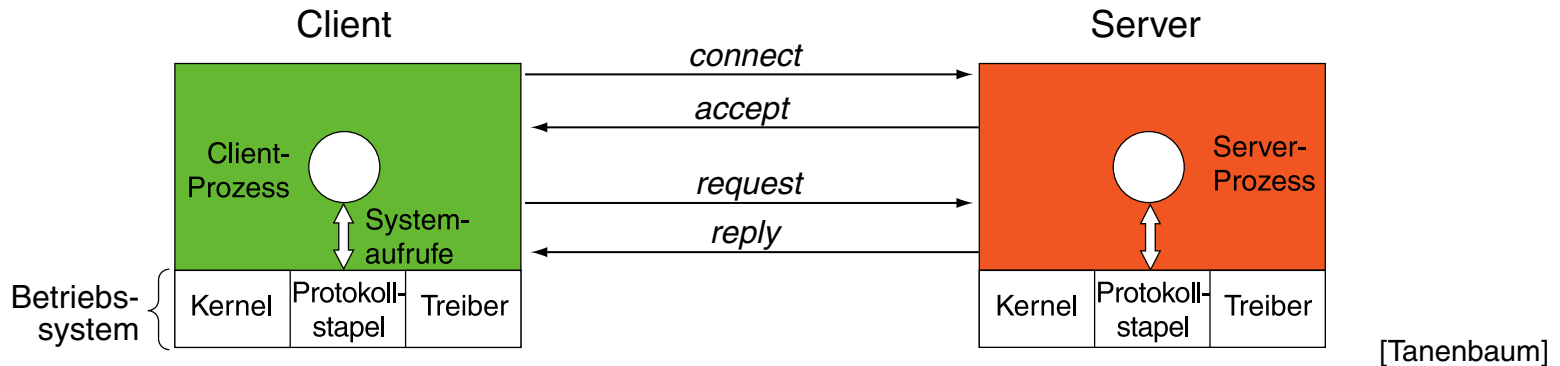 Client
Server
connect
accept
request
reply
Client-
Prozess
System-
aufrufe
Server-
Prozess
Betriebs-
system
Kernel
Protokoll-
stapel
Treiber
Kernel
Protokoll-
stapel
Treiber
[Tanenbaum]